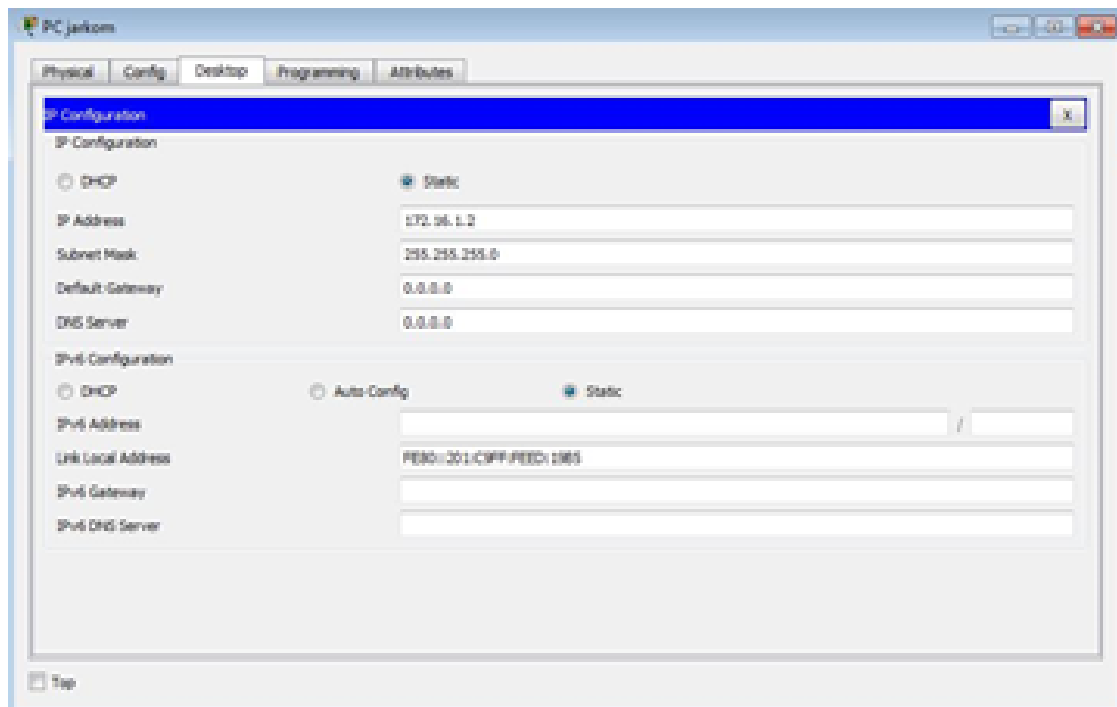 PC jarkom
Physical Config Desktop Programming Attributes
IP Configuration X
IP Configuration
DHCP Static
IP Address 172.16.1.2
Subnet Mask 255.255.255.0
Default Gateway 0.0.0.0
DNS Server 0.0.0.0
IPv6 Configuration
DHCP Auto Config Static
IPv6 Address /
Link Local Address
IPv6 Gateway
IPv6 DNS Server
Top